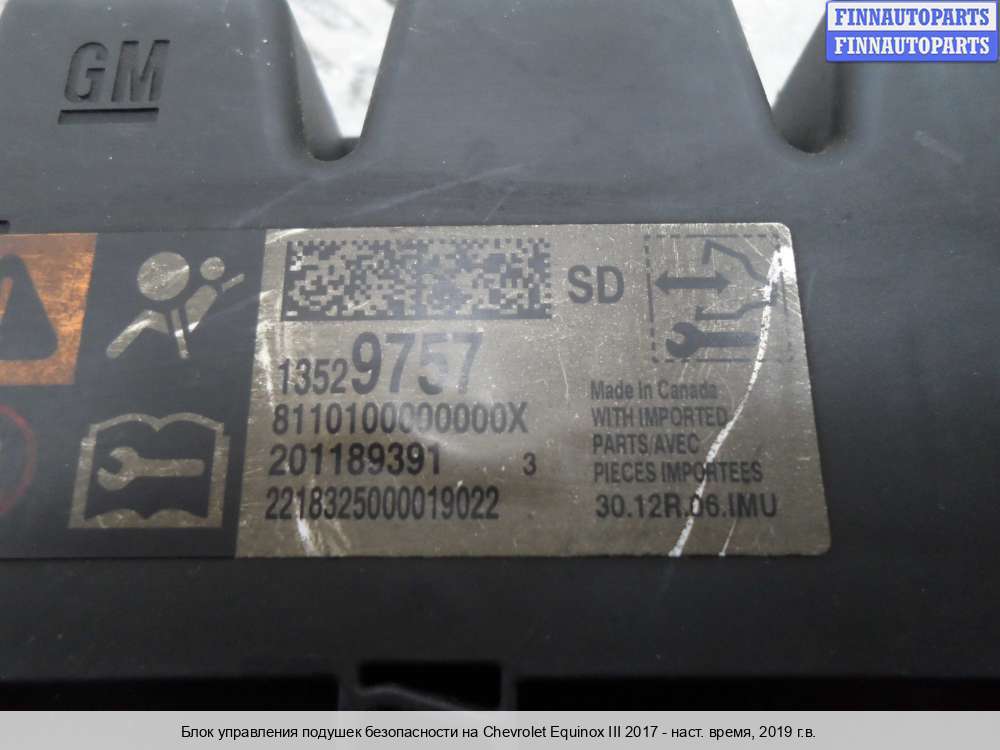 FINNAUTOPARTS
FINNAUTOPARTS
GM
SD
13529757
8110100000000X
201189391 3
2218325000019022
Made In Canada
WITH IMPORTED
PARTS/AVEC
PIECES IMPORTEES
30.12R.06.IMU
Блок управления подушек безопасности на Chevrolet Equinox III 2017 - наст. время, 2019 г.в.